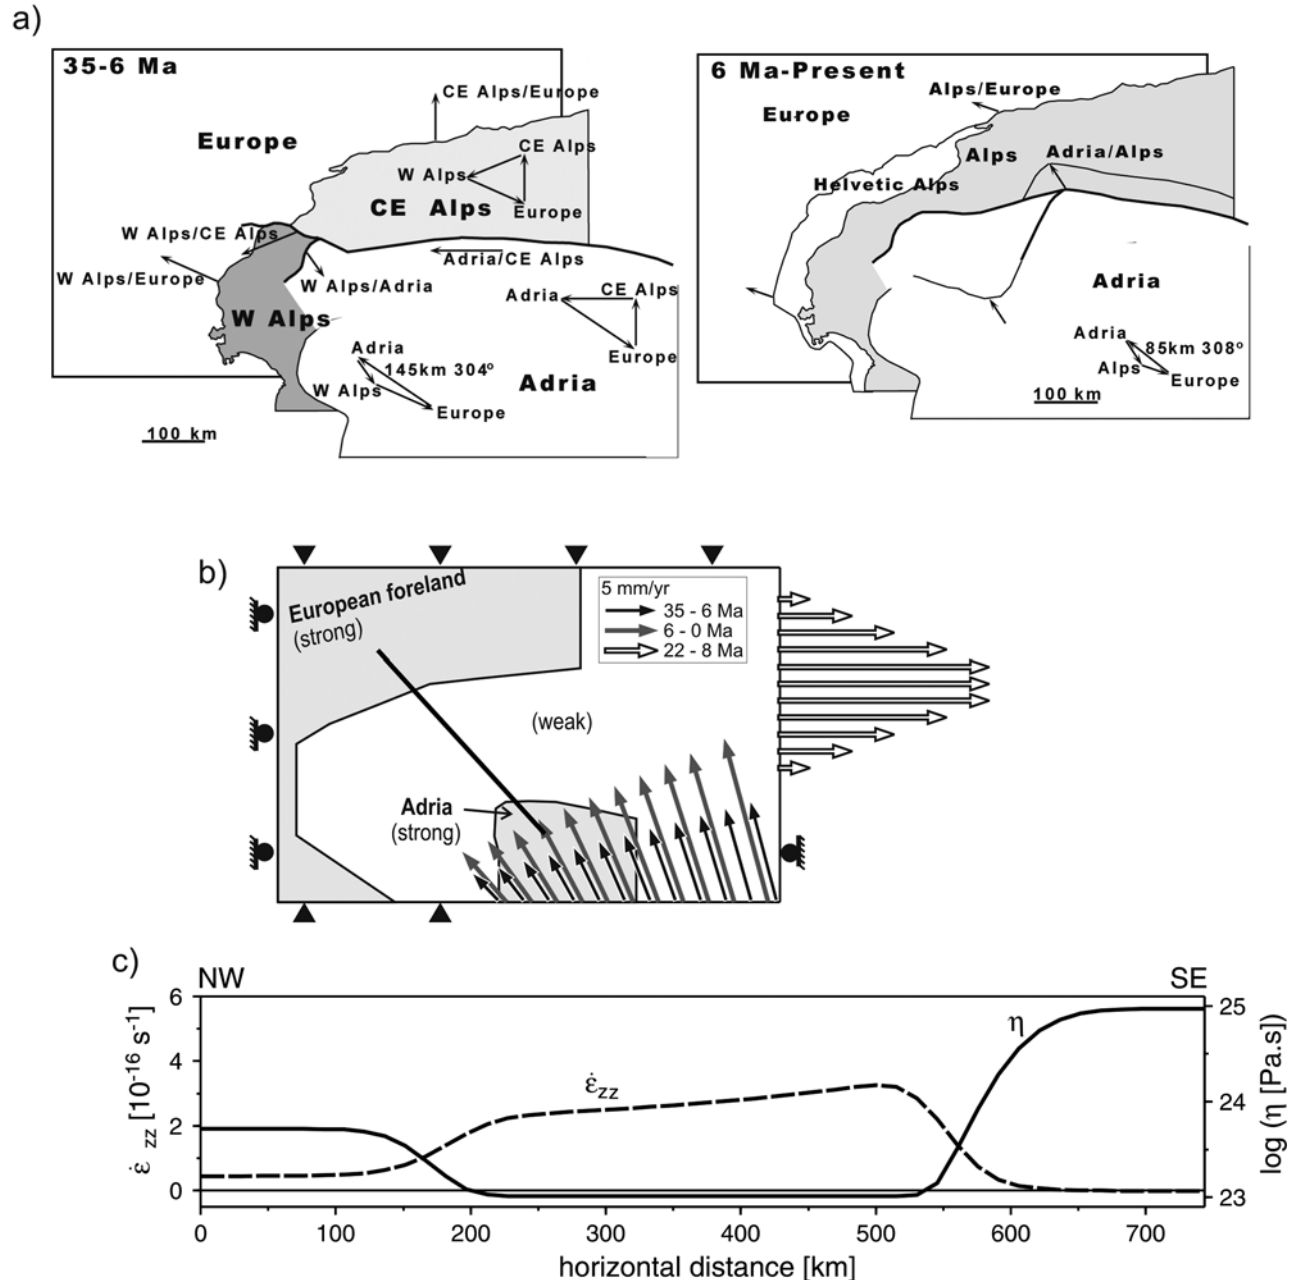 a)
35-6 Ma
CE Alps/Europe
Europe
CE Alps
W Alps
Europe
CE Alps
W Alps/CE Alps
Adria/CE Alps
W Alps/Europe
W Alps/Adria
W Alps
Adria
CE Alps
Europe
Adria
145km 304º
W Alps
Europe
Adria
100 km
6 Ma-Present
Alps/Europe
Europe
Alps
Adria/Alps
Helvetic Alps
Adria
Adria
85km 308º
Alps
Europe
100 km
b)
European foreland
(strong)
5 mm/yr
35 - 6 Ma
6 - 0 Ma
22 - 8 Ma
(weak)
Adria
(strong)
c)
NW
SE
6
4
2
0
ε̇ zz [10-16 s-1]
ε̇zz
η
25
24
23
log (η [Pa.s])
0 100 200 300 400 500 600 700
horizontal distance [km]